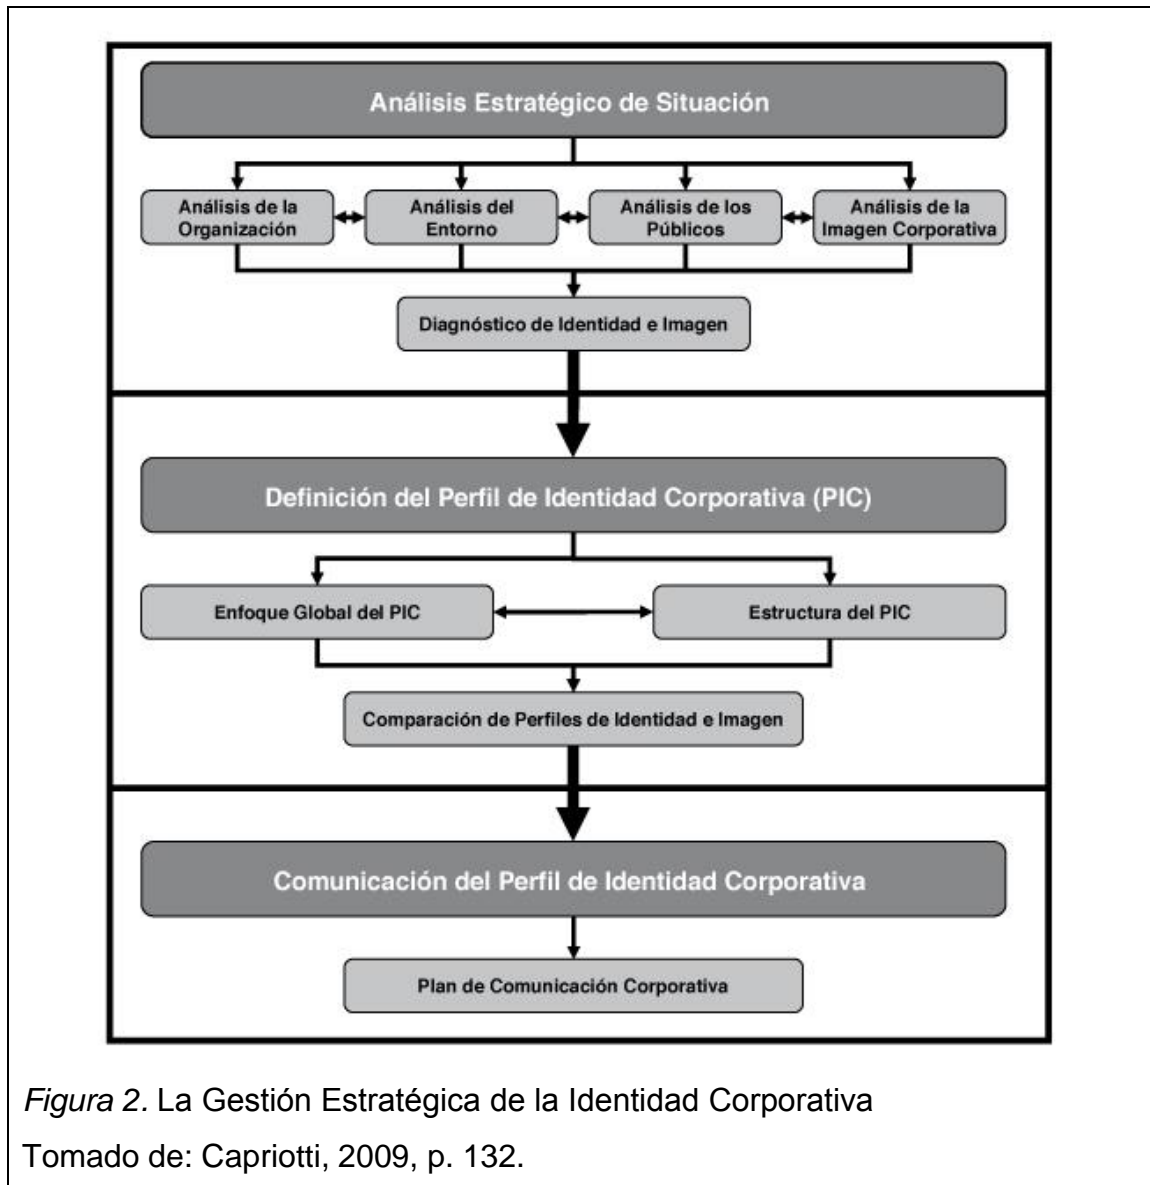 Análisis Estratégico de Situación
Análisis de la
Organización
Análisis del
Entorno
Análisis de los
Públicos
Análisis de la
Imagen Corporativa
Diagnóstico de Identidad e Imagen
Definición del Perfil de Identidad Corporativa (PIC)
Enfoque Global del PIC
Estructura del PIC
Comparación de Perfiles de Identidad e Imagen
Comunicación del Perfil de Identidad Corporativa
Plan de Comunicación Corporativa
Figura 2. La Gestión Estratégica de la Identidad Corporativa
Tomado de: Capriotti, 2009, p. 132.